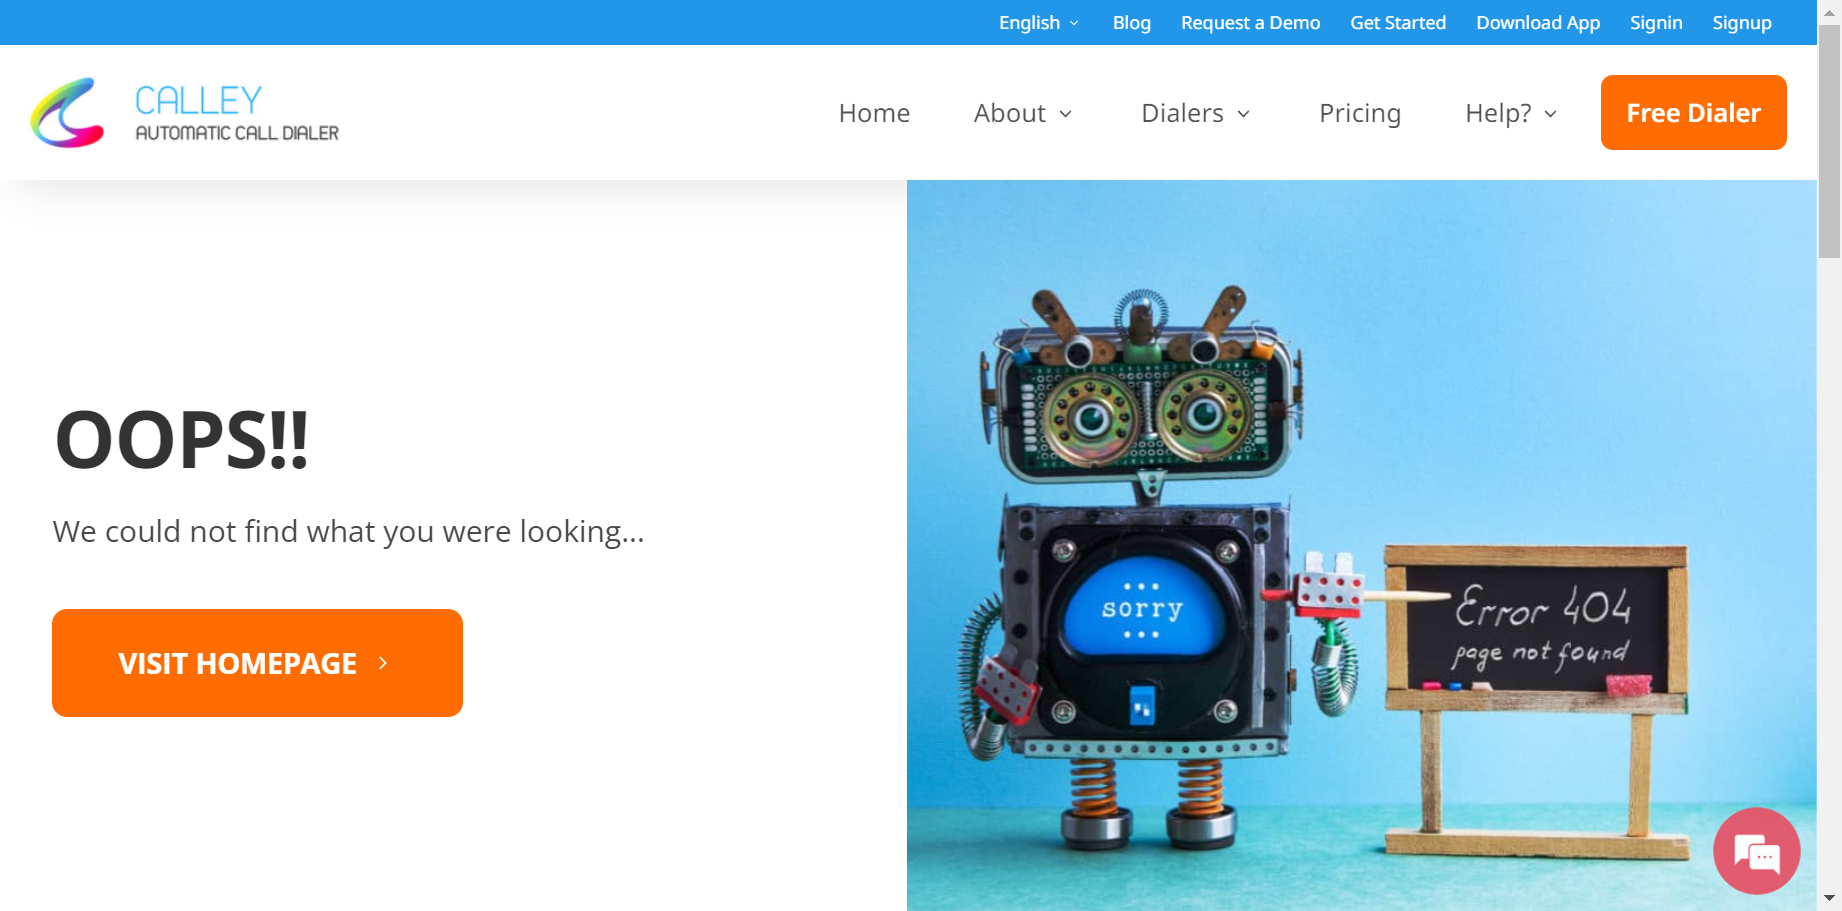 English
Blog
Request a Demo
Get Started
Download App
Signin
Signup
CALLEY
AUTOMATIC CALL DIALER
Home
About
Dialers
Pricing
Help?
Free Dialer
OOPS!!
We could not find what you were looking...
VISIT HOMEPAGE
sorry
Error 404
page not found